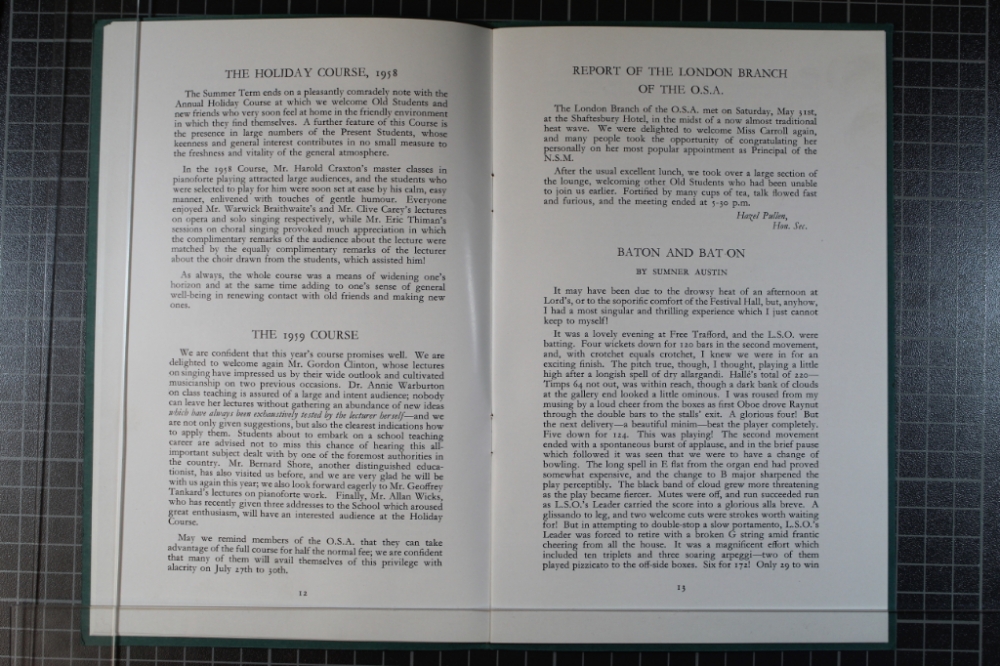 THE HOLIDAY COURSE, 1958
The Summer Term ends on a pleasantly comradely note with the
Annual Holiday Course at which we welcome Old Students and
new friends who very soon feel at home in the friendly environment
in which they find themselves. A further feature of this Course is
the presence in large numbers of the Present Students, whose
keenness and general interest contributes in no small measure to
the freshness and vitality of the general atmosphere.
In the 1958 Course, Mr. Harold Craxton's master classes in
pianoforte playing attracted large audiences, and the students who
were selected to play for him were soon set at ease by his calm, easy
manner, enlivened with touches of gentle humour. Everyone
enjoyed Mr. Warwick Braithwaite's and Mr. Clive Carey's lectures
on opera and solo singing respectively, while Mr. Eric Thiman's
sessions on choral singing provoked much appreciation in which
the complimentary remarks of the audience about the lecture were
matched by the equally complimentary remarks of the lecturer
about the choir drawn from the students, which assisted him!
As always, the whole course was a means of widening one's
horizon and at the same time adding to one's sense of general
well-being in renewing contact with old friends and making new
ones.
THE 1959 COURSE
We are confident that this year's course promises well. We are
delighted to welcome again Mr. Gordon Clinton, whose lectures
on singing have impressed us by their wide outlook and cultivated
musicianship on two previous occasions. Dr. Annie Warburton
on class teaching is assured of a large and intent audience; nobody
can leave her lectures without gathering an abundance of new ideas
which have always been exhaustively tested by the lecturer herself—and we
are not only given suggestions, but also the clearest indications how
to apply them. Students about to embark on a school teaching
career are advised not to miss this chance of hearing this all-
important subject dealt with by one of the foremost authorities in
the country. Mr. Bernard Shore, another distinguished educa-
tionist, has also visited us before, and we are very glad he will be
with us again this year; we also look forward eagerly to Mr. Geoffrey
Tankard's lectures on pianoforte work. Finally, Mr. Allan Wicks,
who has recently given three addresses to the School which aroused
great enthusiasm, will have an interested audience at the Holiday
Course.
May we remind members of the O.S.A. that they can take
advantage of the full course for half the normal fee; we are confident
that many of them will avail themselves of this privilege with
alacrity on July 27th to 30th.
12
REPORT OF THE LONDON BRANCH
OF THE O.S.A.
The London Branch of the O.S.A. met on Saturday, May 31st,
at the Shaftesbury Hotel, in the midst of a now almost traditional
heat wave. We were delighted to welcome Miss Carroll again,
and many people took the opportunity of congratulating her
personally on her most popular appointment as Principal of the
N.S.M.
After the usual excellent lunch, we took over a large section of
the lounge, welcoming other Old Students who had been unable
to join us earlier. Fortified by many cups of tea, talk flowed fast
and furious, and the meeting ended at 5-30 p.m.
Hazel Pullen,
Hon. Sec.
BATON AND BAT ON
BY SUMNER AUSTIN
It may have been due to the drowsy heat of an afternoon at
Lord's, or to the soporific comfort of the Festival Hall, but, anyhow,
I had a most singular and thrilling experience which I just cannot
keep to myself!
It was a lovely evening at Free Trafford, and the L.S.O. were
batting. Four wickets down for 120 bars in the second movement,
and, with crotchet equals crotchet, I knew we were in for an
exciting finish. The pitch true, though, I thought, playing a little
high after a longish spell of dry allargandi. Hallé's total of 220—
Timps 64 not out, was within reach, though a dark bank of clouds
at the gallery end looked a little ominous. I was roused from my
musing by a loud cheer from the boxes as first Oboe drove Raynut
through the double bars to the stalls' exit. A glorious four! But
the next delivery—a beautiful minim—beat the player completely.
Five down for 124. This was playing! The second movement
ended with a spontaneous burst of applause, and in the brief pause
which followed it was seen that we were to have a change of
bowling. The long spell in E flat from the organ end had proved
somewhat expensive, and the change to B major sharpened the
play perceptibly. The black band of cloud grew more threatening
as the play became fiercer. Mutes were off, and run succeeded run
as L.S.O.'s Leader carried the score into a glorious alla breve. A
glissando to leg, and two welcome cuts were strokes worth waiting
for! But in attempting to double-stop a slow portamento, L.S.O.'s
Leader was forced to retire with a broken G string amid frantic
cheering from all the house. It was a magnificent effort which
included ten triplets and three soaring arpeggi—two of them
played pizzicato to the off-side boxes. Six for 172! Only 29 to win
13